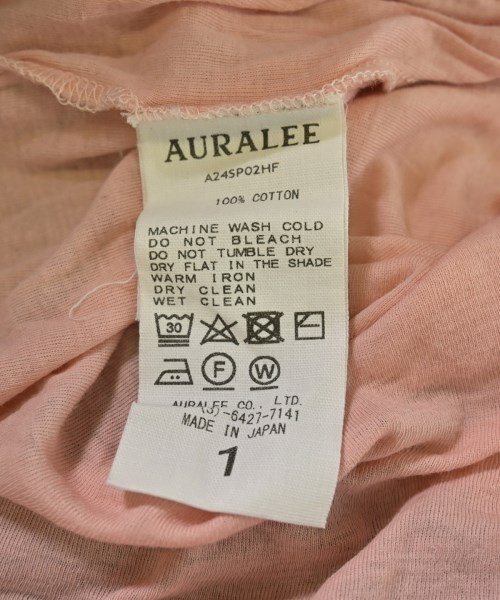 AURALEE
A24SP02HF
100% COTTON
MACHINE WASH COLD
DO NOT BLEACH
DO NOT TUMBLE DRY
DRY FLAT IN THE SHADE
WARM IRON
DRY CLEAN
WET CLEAN
30
F W
AURALEE CO., LTD.
(3)-6427-7141
MADE IN JAPAN
1